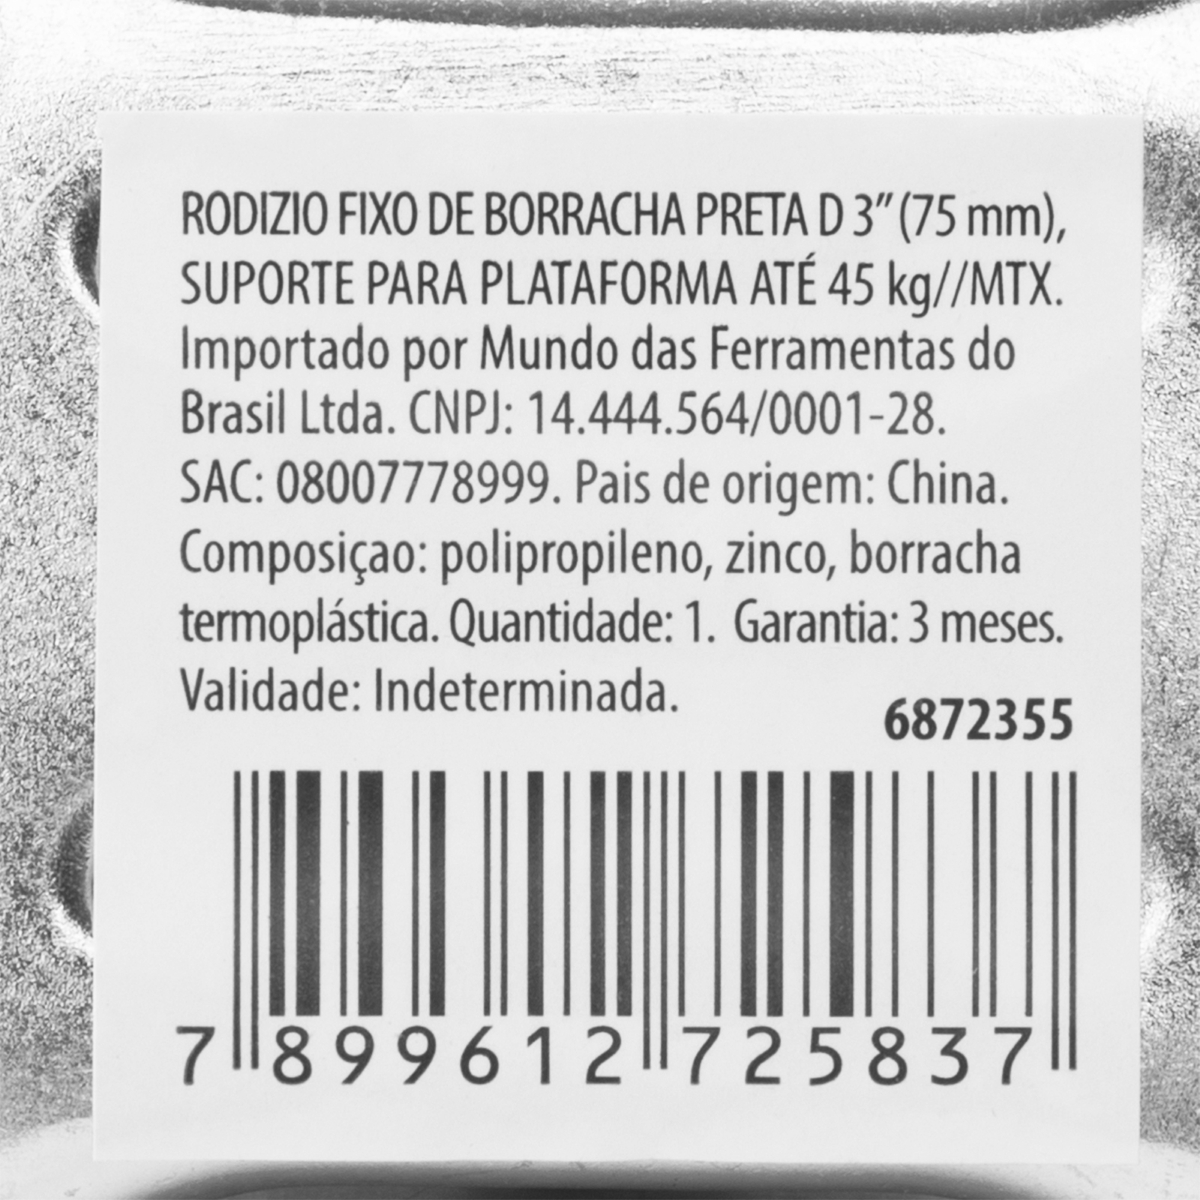 RODIZIO FIXO DE BORRACHA PRETA D 3” (75 mm),
SUPORTE PARA PLATAFORMA ATÉ 45 kg//MTX.
Importado por Mundo das Ferramentas do
Brasil Ltda. CNPJ: 14.444.564/0001-28.
SAC: 08007778999. Pais de origem: China.
Composiçao: polipropileno, zinco, borracha
termoplástica. Quantidade: 1. Garantia: 3 meses.
Validade: Indeterminada.
6872355
7 899612 725837